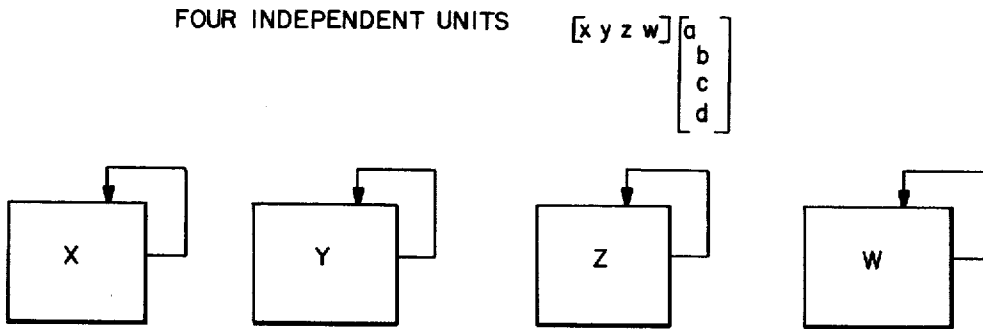 FOUR INDEPENDENT UNITS
[x y z w] [a
b
c
d]
X Y Z W